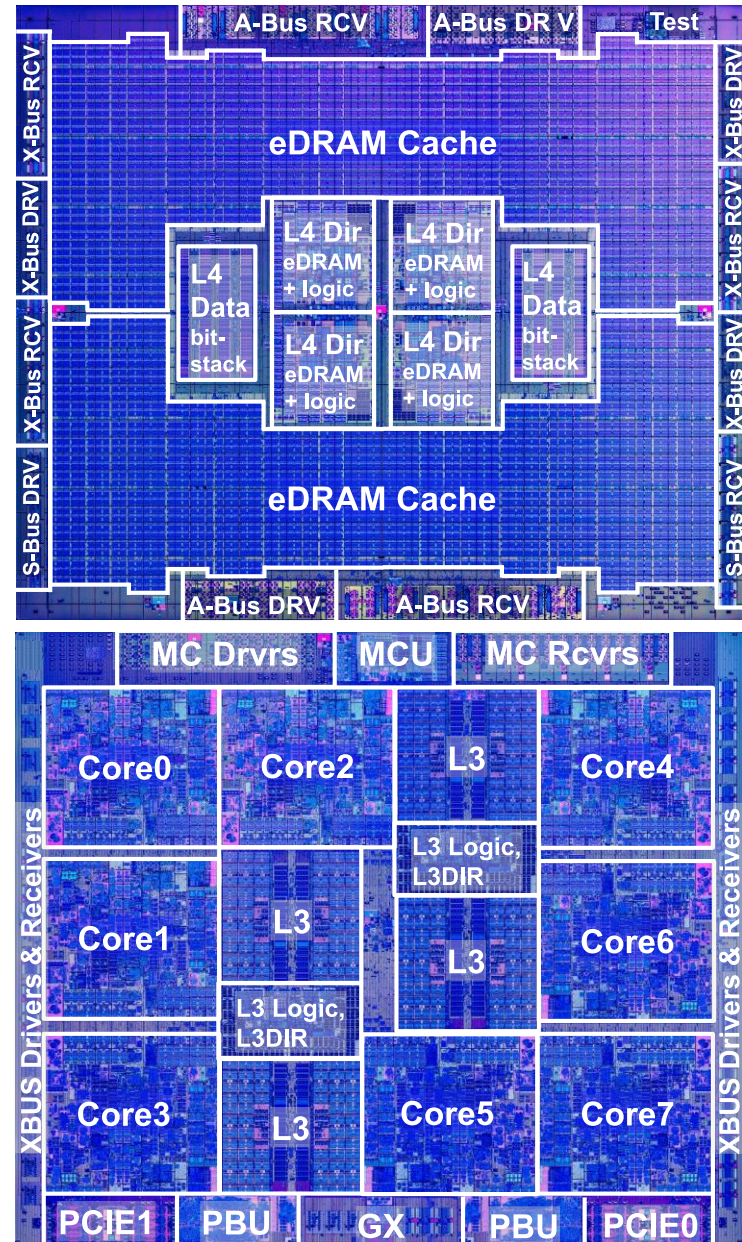 A-Bus RCV
A-Bus DR V
Test
X-Bus RCV
X-Bus DRV
eDRAM Cache
X-Bus DRV
X-Bus RCV
L4 Data bit-stack
L4 Dir
eDRAM
+ logic
L4 Dir
eDRAM
+ logic
L4
Data
bit-
stack
X-Bus RCV
L4 Dir
eDRAM
+ logic
L4 Dir
eDRAM
+ logic
X-Bus DRV
S-Bus DRV
eDRAM Cache
S-Bus RCV
A-Bus DRV
A-Bus RCV
MC Drvrs
MCU
MC Rcvrs
XBUS Drivers & Receivers
Core0
Core2
L3
Core4
XBUS Drivers & Receivers
L3 Logic,
L3DIR
Core1
L3
L3
Core6
L3 Logic,
L3DIR
Core3
L3
Core5
Core7
PCIE1
PBU
GX
PBU
PCIE0